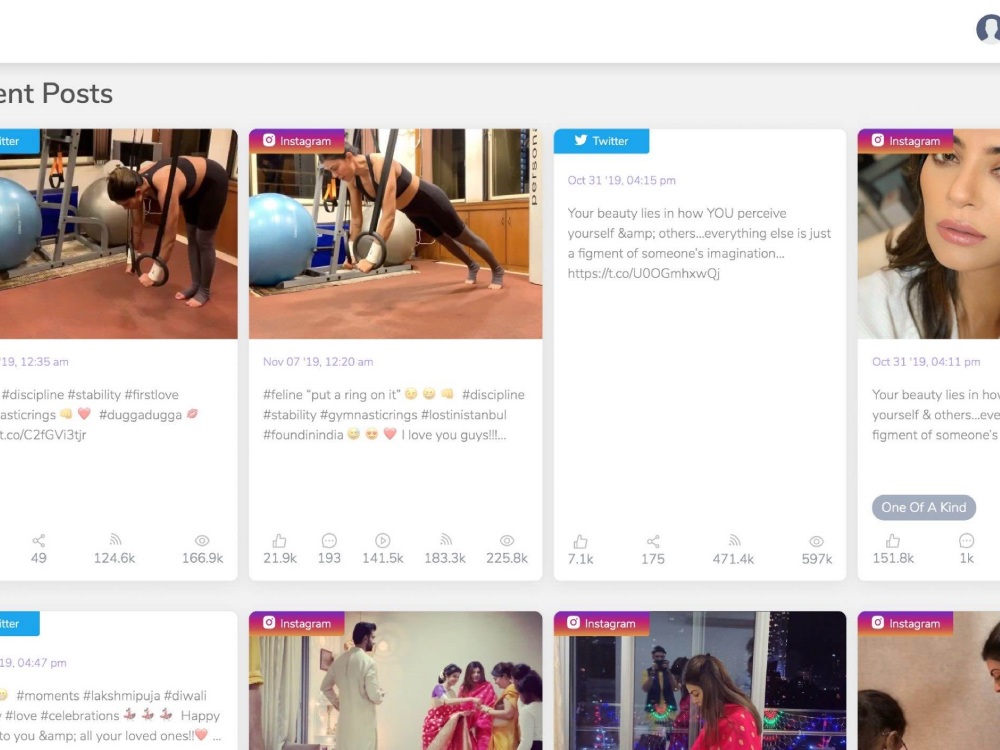 ent Posts
itter
'19, 12:35 am
#discipline #stability #firstlove
asticrings 👊 ❤️ #duggadugga 💋
t.co/C2fGVi3tjr
49 124.6k 166.9k
Instagram
persona
Nov 07 '19, 12:20 am
#feline “put a ring on it” 😉 😄 👊 #discipline
#stability #gymnasticrings #lostinistanbul
#foundinindia 😅 😍 ❤️ I love you guys!!!...
21.9k 193 141.5k 183.3k 225.8k
Twitter
Oct 31 '19, 04:15 pm
Your beauty lies in how YOU perceive
yourself &amp; others...everything else is just
a figment of someone’s imagination...
https://t.co/U0OGmhxwQj
7.1k 175 471.4k 597k
Instagram
Oct 31 '19, 04:11 pm
Your beauty lies in how
yourself & others...eve
figment of someone’s
One Of A Kind
151.8k 1k
itter
19, 04:47 pm
#moments #lakshmipuja #diwali
#love #celebrations 💃 💃 💃 Happy
to you &amp; all your loved ones!!❤️ ...
Instagram
Instagram
Instagram